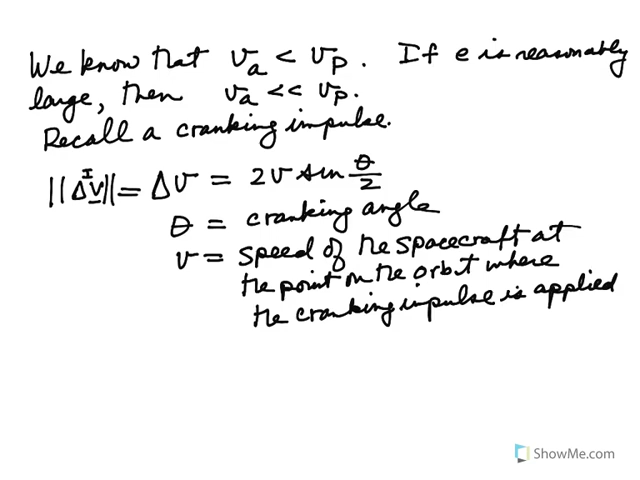 We know that v_a < v_p. If e is reasonably
large, then v_a << v_p.
Recall a cranking impulse.
||Δ^I v|| = Δv = 2v sin θ/2
θ = cranking angle
v = speed of the spacecraft at
the point on the orbit where
the cranking impulse is applied
ShowMe.com